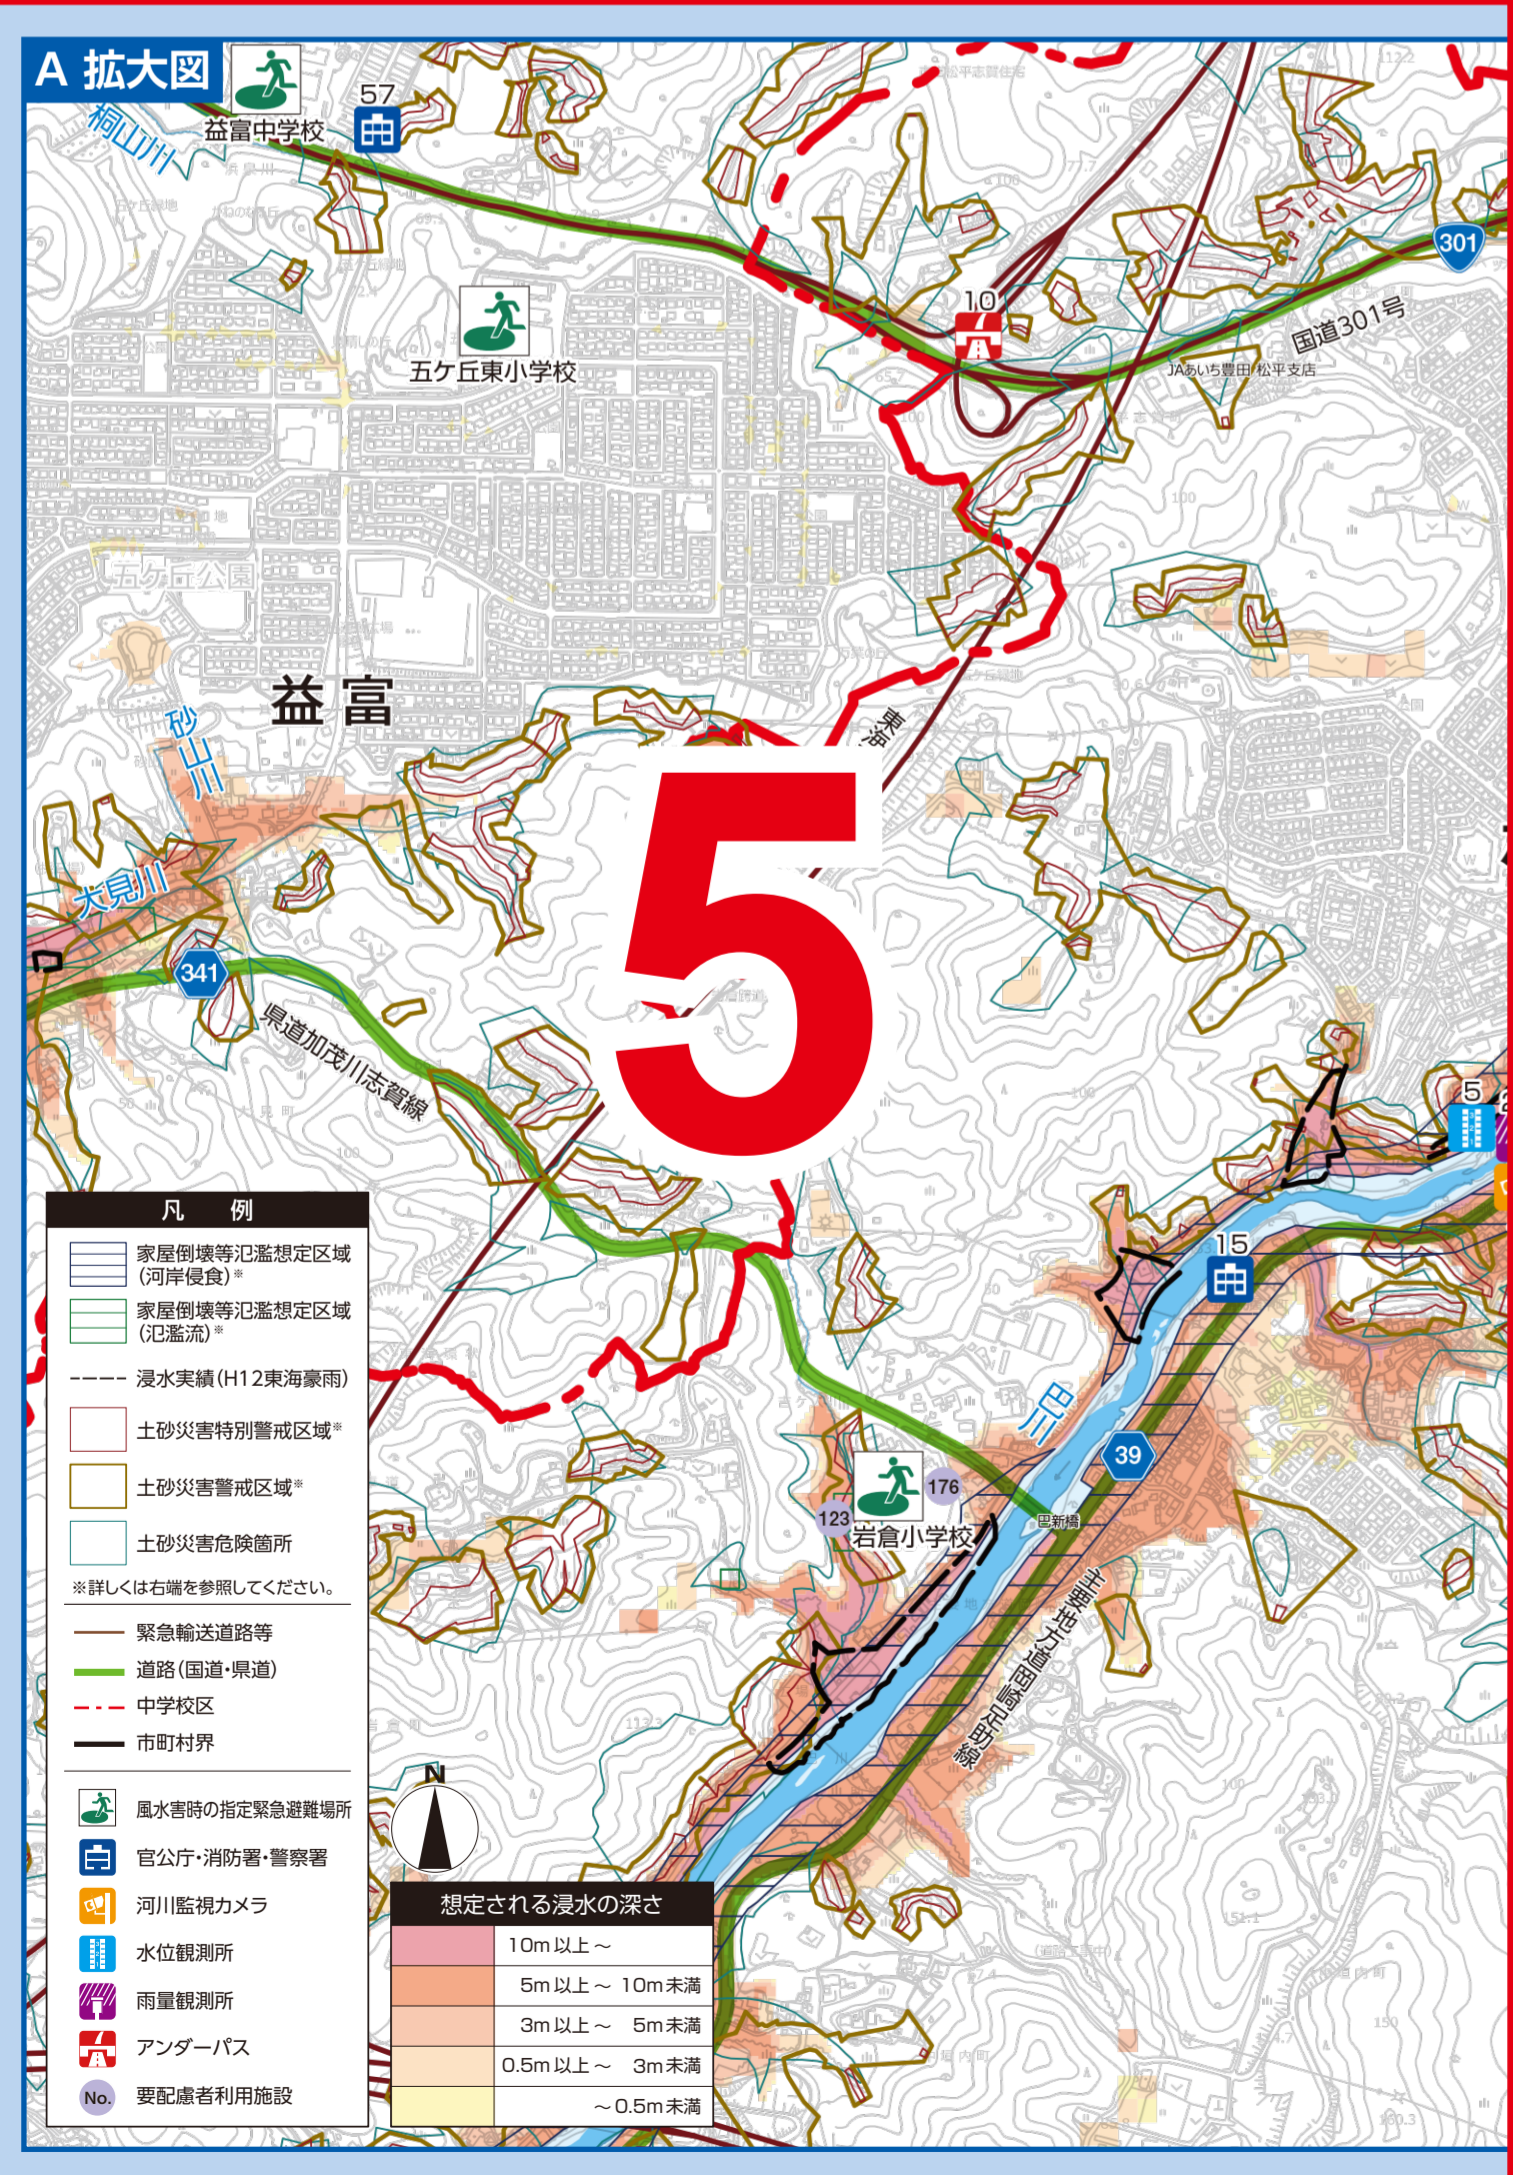 A 拡大図
益富中学校
57
桐山川
五ケ丘東小学校
10
301
国道301号
JAあいち豊田 松平支店
五ケ丘公園
益富
砂山川
東海
大見川
341
県道加茂川志賀線
5
5
15
巴川
39
176
123
岩倉小学校
巴新橋
主要地方道岡崎足助線
凡 例
家屋倒壊等氾濫想定区域
(河岸侵食)※
家屋倒壊等氾濫想定区域
(氾濫流)※
浸水実績(H12東海豪雨)
土砂災害特別警戒区域※
土砂災害警戒区域※
土砂災害危険箇所
※詳しくは右端を参照してください。
緊急輸送道路等
道路(国道・県道)
中学校区
市町村界
風水害時の指定緊急避難場所
官公庁・消防署・警察署
河川監視カメラ
水位観測所
雨量観測所
アンダーパス
No. 要配慮者利用施設
N
想定される浸水の深さ
10m以上～
5m以上～ 10m未満
3m以上～ 5m未満
0.5m以上～ 3m未満
～0.5m未満